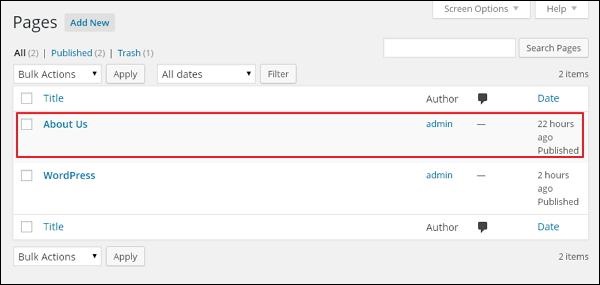 Screen Options Help
Pages Add New
All (2) | Published (2) | Trash (1)
Search Pages
Bulk Actions Apply All dates Filter 2 items
Title Author Date
About Us admin — 22 hours
ago
Published
WordPress admin — 2 hours
ago
Published
Title Author Date
Bulk Actions Apply 2 items